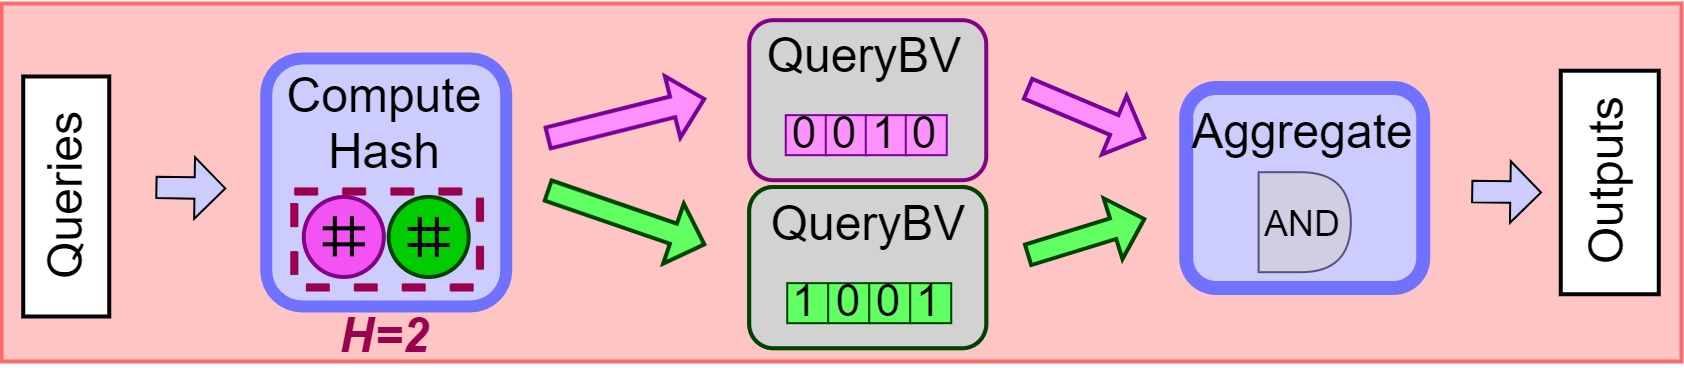 Queries
Compute
Hash
# #
H=2
QueryBV
0 0 1 0
QueryBV
1 0 0 1
Aggregate
AND
Outputs